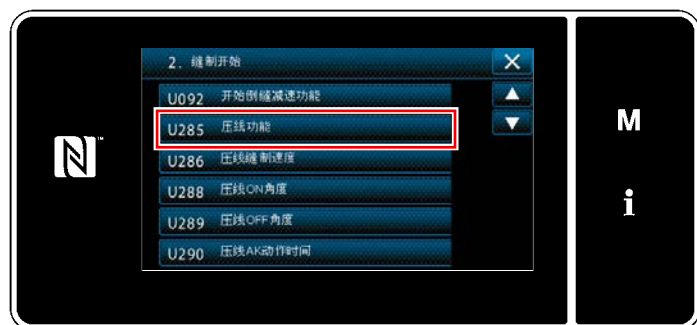 2. 缝制开始
U092 开始倒缝减速功能
U285 压线功能
U286 压线缝制速度
U288 压线ON角度
U289 压线OFF角度
U290 压线AK动作时间
M
i